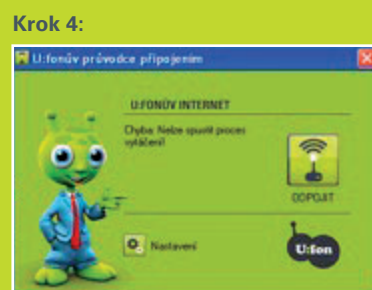 Krok 4:
U:fonův průvodce připojením
U:FONŮV INTERNET
Chyba: Nelze spustit proces
vytáčení!
ODPOJIT
Nastavení
U:fon